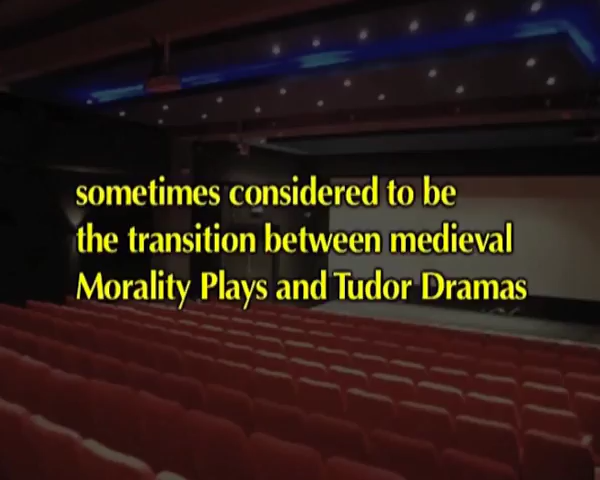 sometimes considered to be
the transition between medieval
Morality Plays and Tudor Dramas